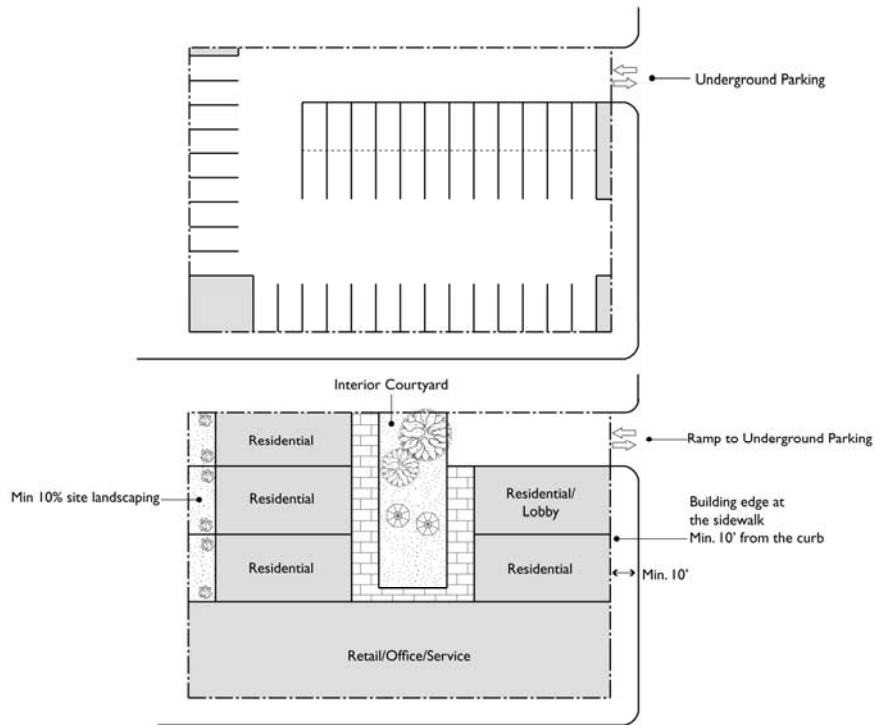 Underground Parking
Interior Courtyard
Residential
Ramp to Underground Parking
Min 10% site landscaping
Residential
Residential/
Lobby
Building edge at
the sidewalk
Min. 10' from the curb
Residential
Residential
Min. 10'
Retail/Office/Service